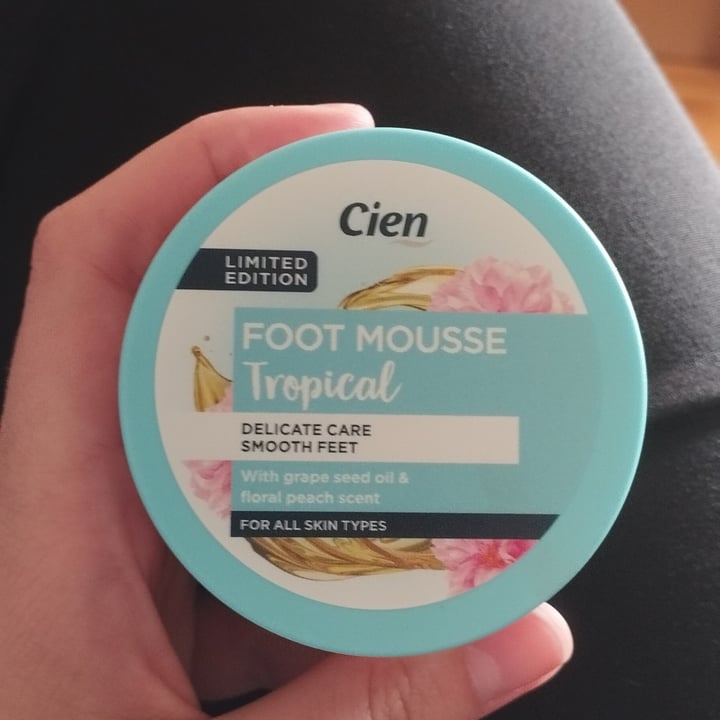 Cien
LIMITED
EDITION
FOOT MOUSSE
Tropical
DELICATE CARE
SMOOTH FEET
With grape seed oil &
floral peach scent
FOR ALL SKIN TYPES